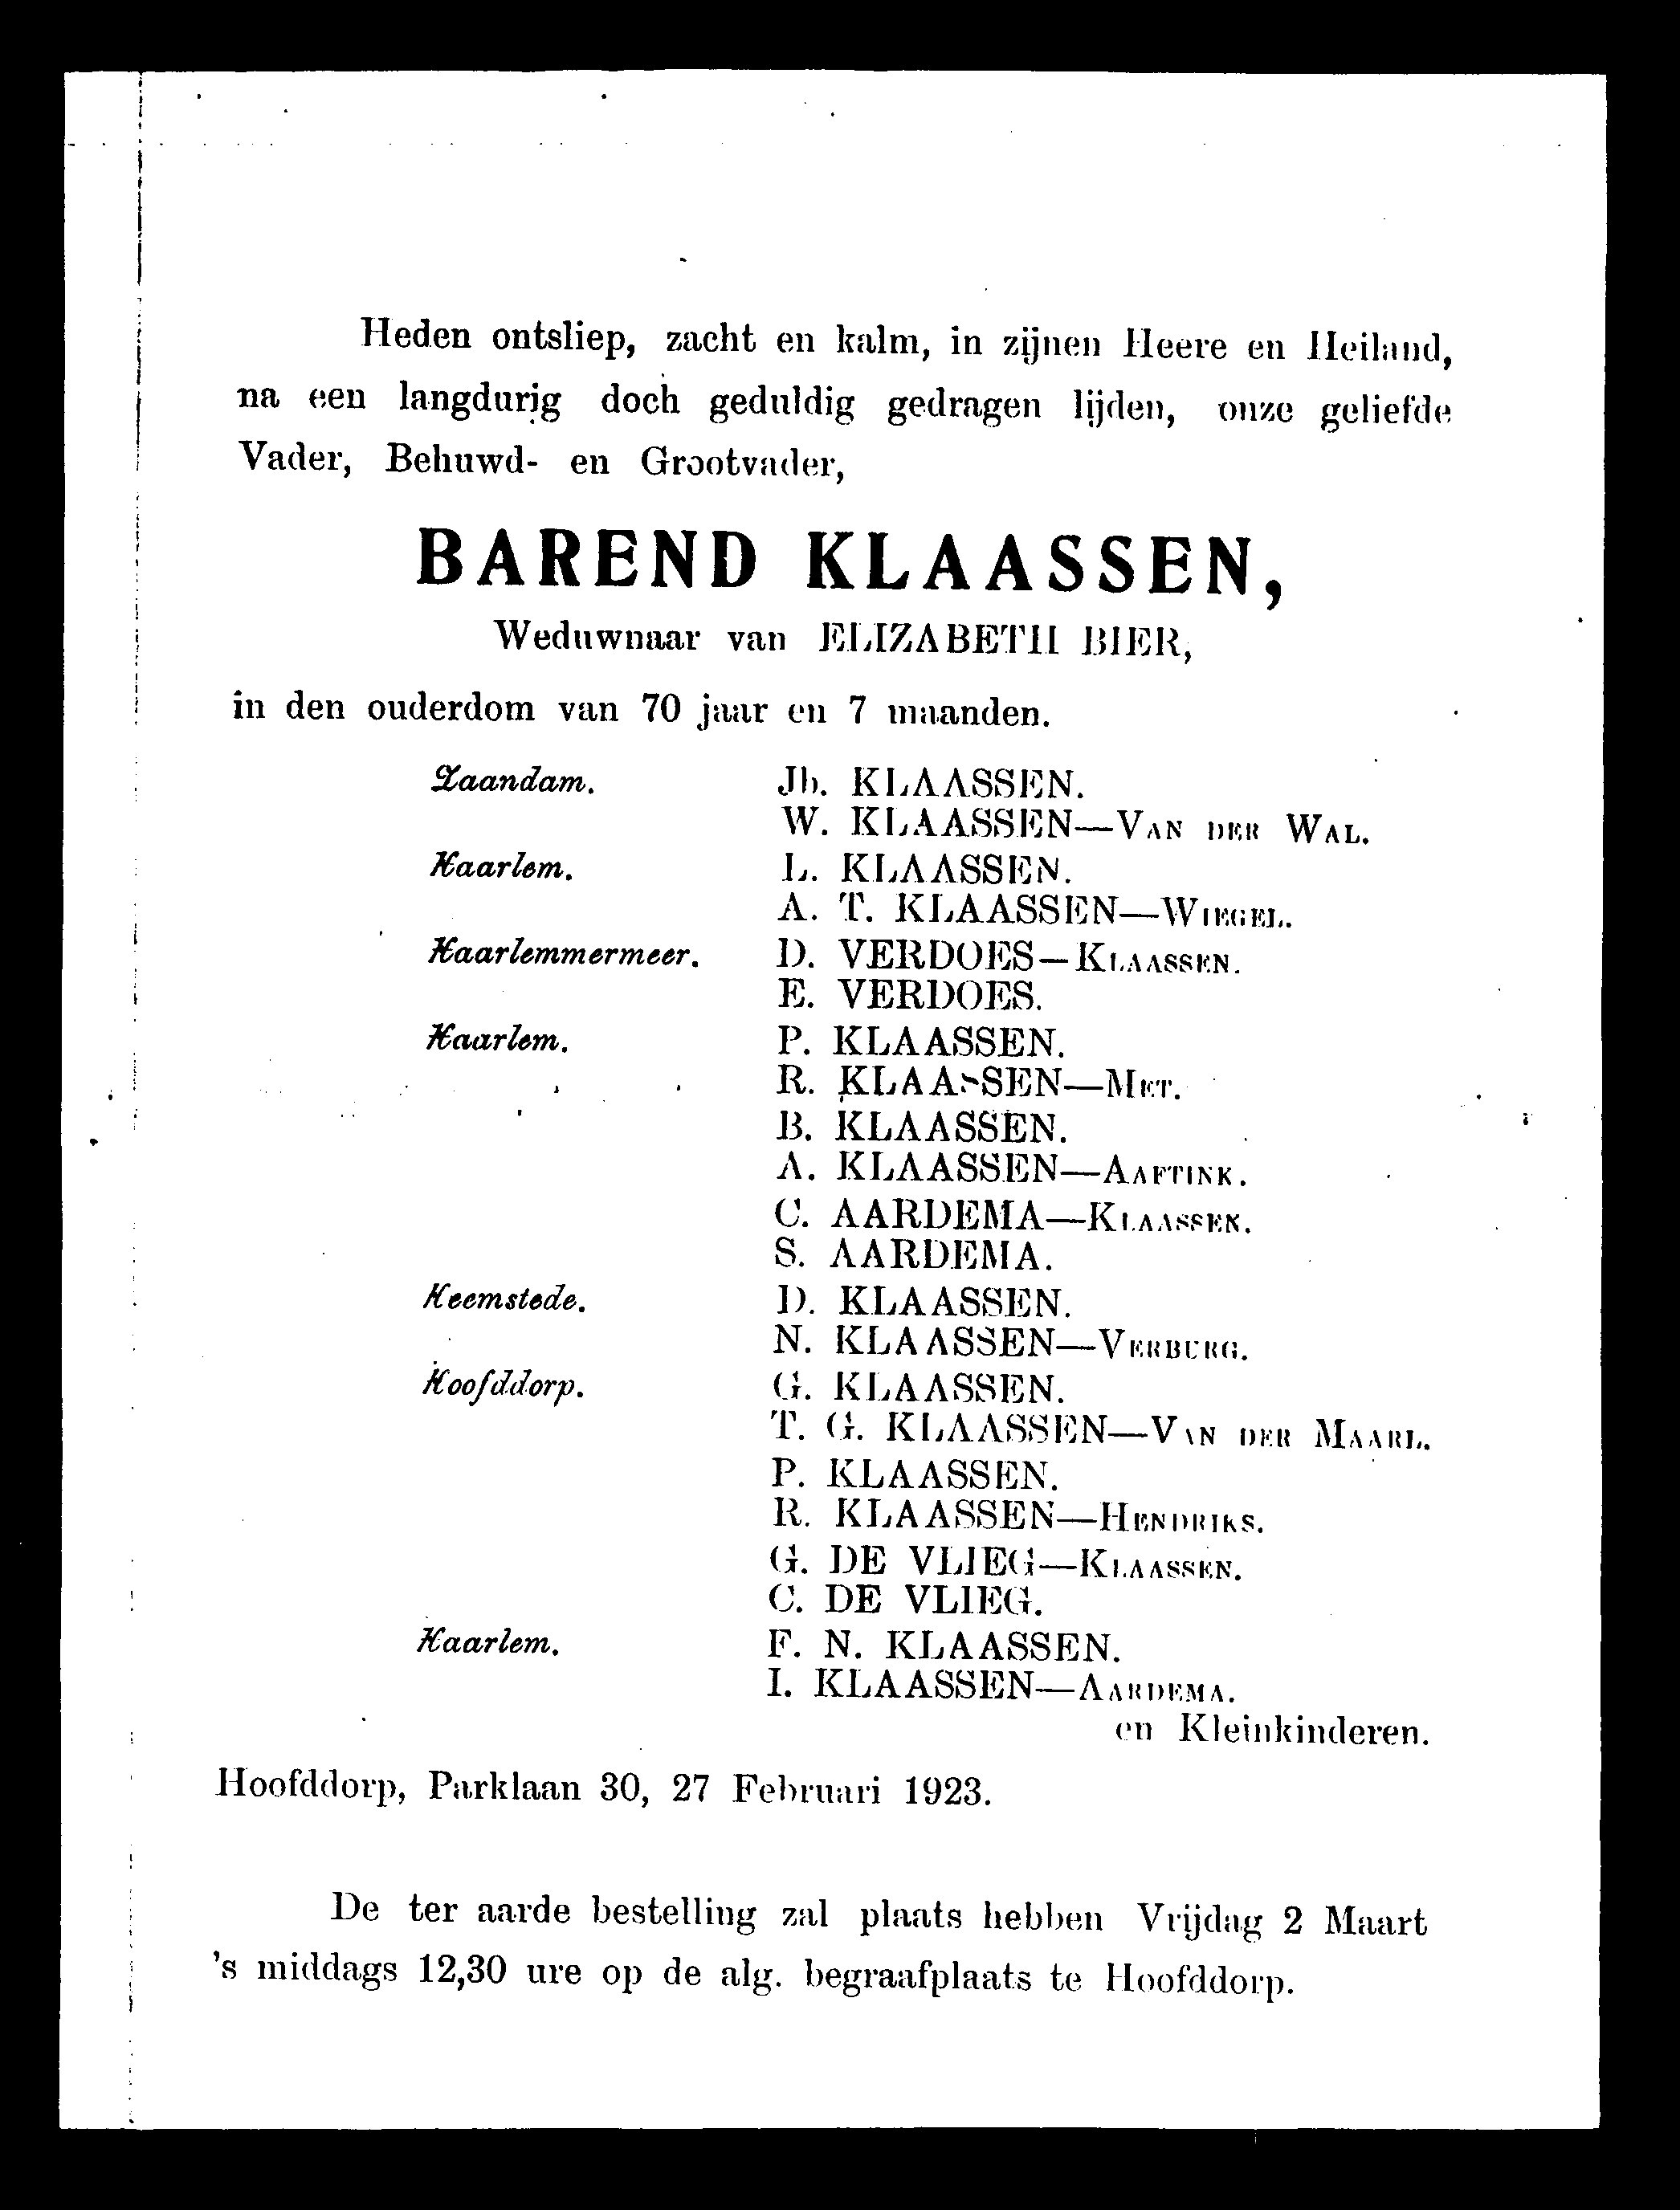 Heden ontsliep, zacht en kalm, in zijnen Heere en Heiland,
na een langdurig doch geduldig gedragen lijden, onze geliefde
Vader, Behuwd- en Grootvader,
BAREND KLAASSEN,
Weduwnaar van ELIZABETH BIER,
in den ouderdom van 70 jaar en 7 maanden.
Zaandam. Jb. KLAASSEN.
W. KLAASSEN—VAN DER WAL.
Haarlem. L. KLAASSEN.
A. T. KLAASSEN—WIEGEL.
Haarlemmermeer. D. VERDOES—KLAASSEN.
E. VERDOES.
Haarlem. P. KLAASSEN.
R. KLAASSEN—MET.
B. KLAASSEN.
A. KLAASSEN—AAFTINK.
C. AARDEMA—KLAASSEN.
S. AARDEMA.
Heemstede. D. KLAASSEN.
N. KLAASSEN—VERBURG.
Hoofddorp. G. KLAASSEN.
T. G. KLAASSEN—VAN DER MAARL.
P. KLAASSEN.
R. KLAASSEN—HENDRIKS.
G. DE VLIEG—KLAASSEN.
C. DE VLIEG.
Haarlem. F. N. KLAASSEN.
I. KLAASSEN—AARDEMA.
en Kleinkinderen.
Hoofddorp, Parklaan 30, 27 Februari 1923.
De ter aarde bestelling zal plaats hebben Vrijdag 2 Maart
's middags 12,30 ure op de alg. begraafplaats te Hoofddorp.